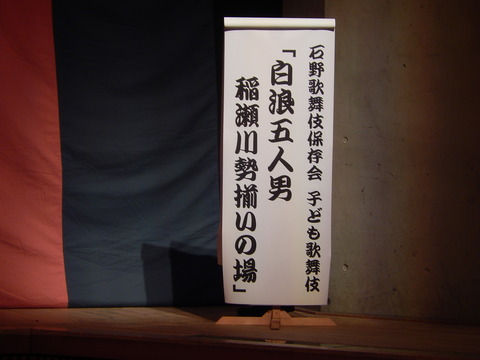 石野歌舞伎保存会 子ども歌舞伎
「白浪五人男
稲瀬川勢揃いの場」